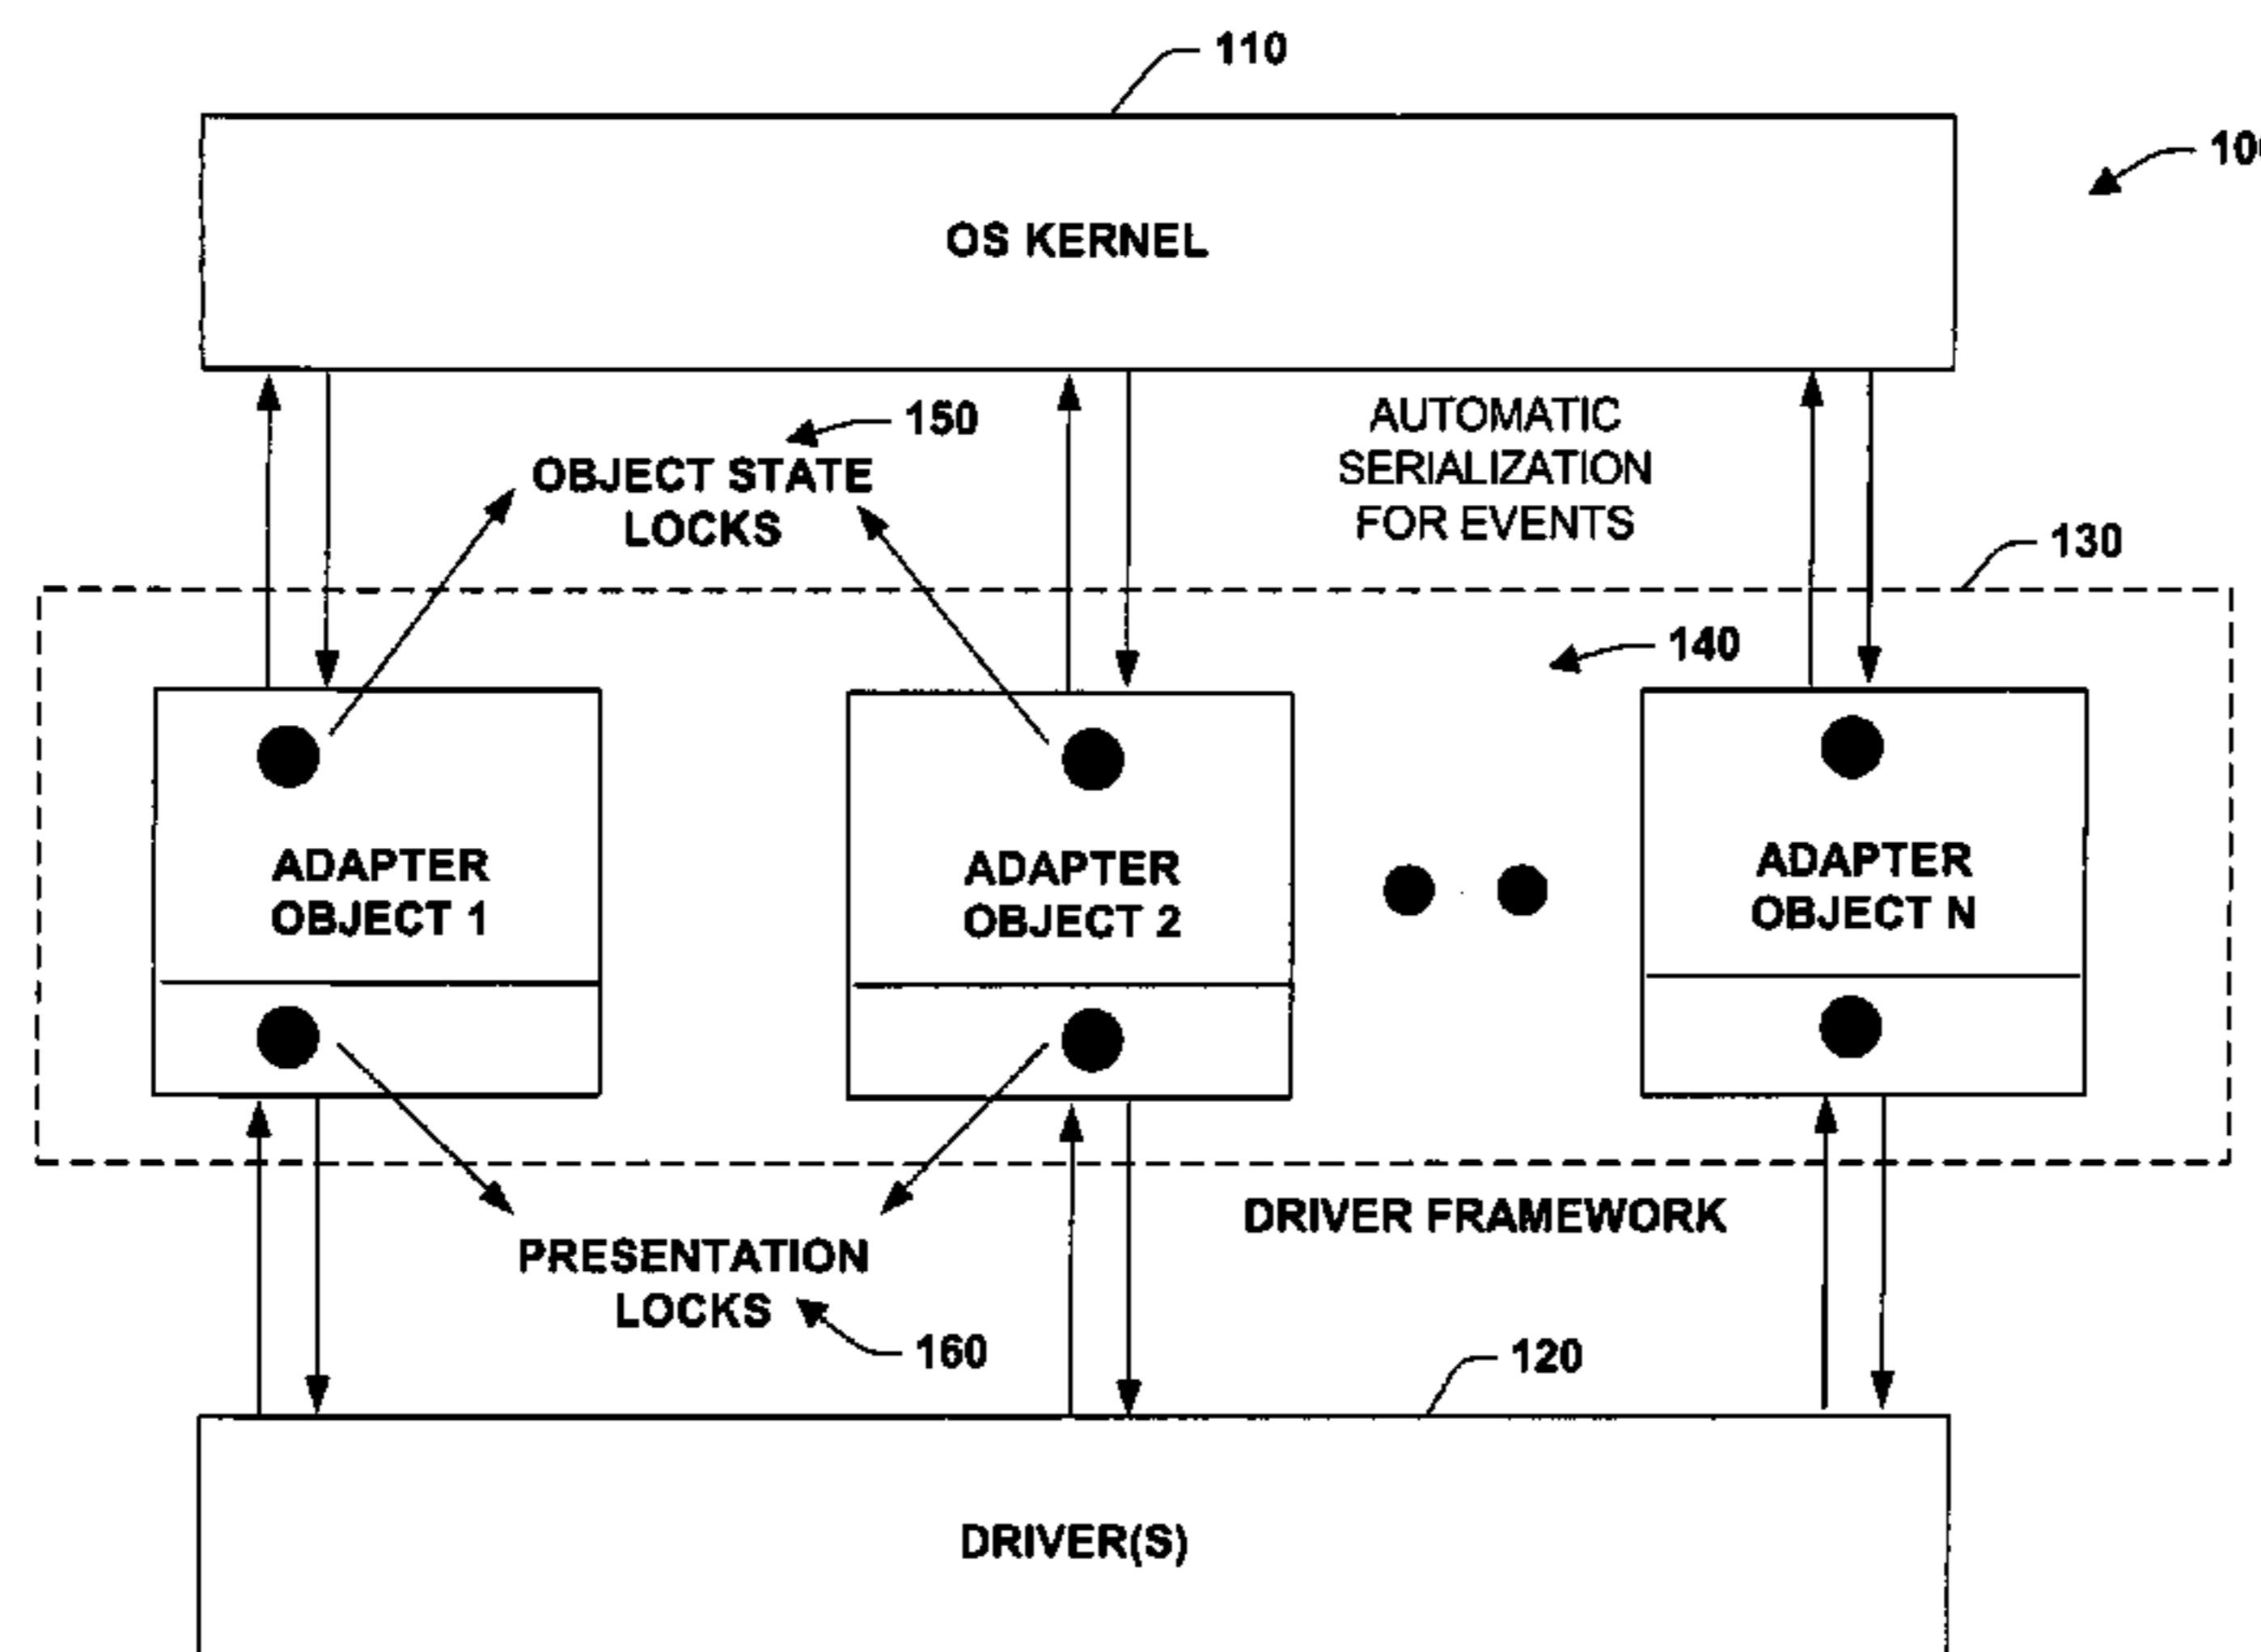 110
100
OS KERNEL
150
OBJECT STATE
LOCKS
AUTOMATIC
SERIALIZATION
FOR EVENTS
130
140
ADAPTER
OBJECT 1
ADAPTER
OBJECT 2
ADAPTER
OBJECT N
DRIVER FRAMEWORK
PRESENTATION
LOCKS
160
120
DRIVER(S)